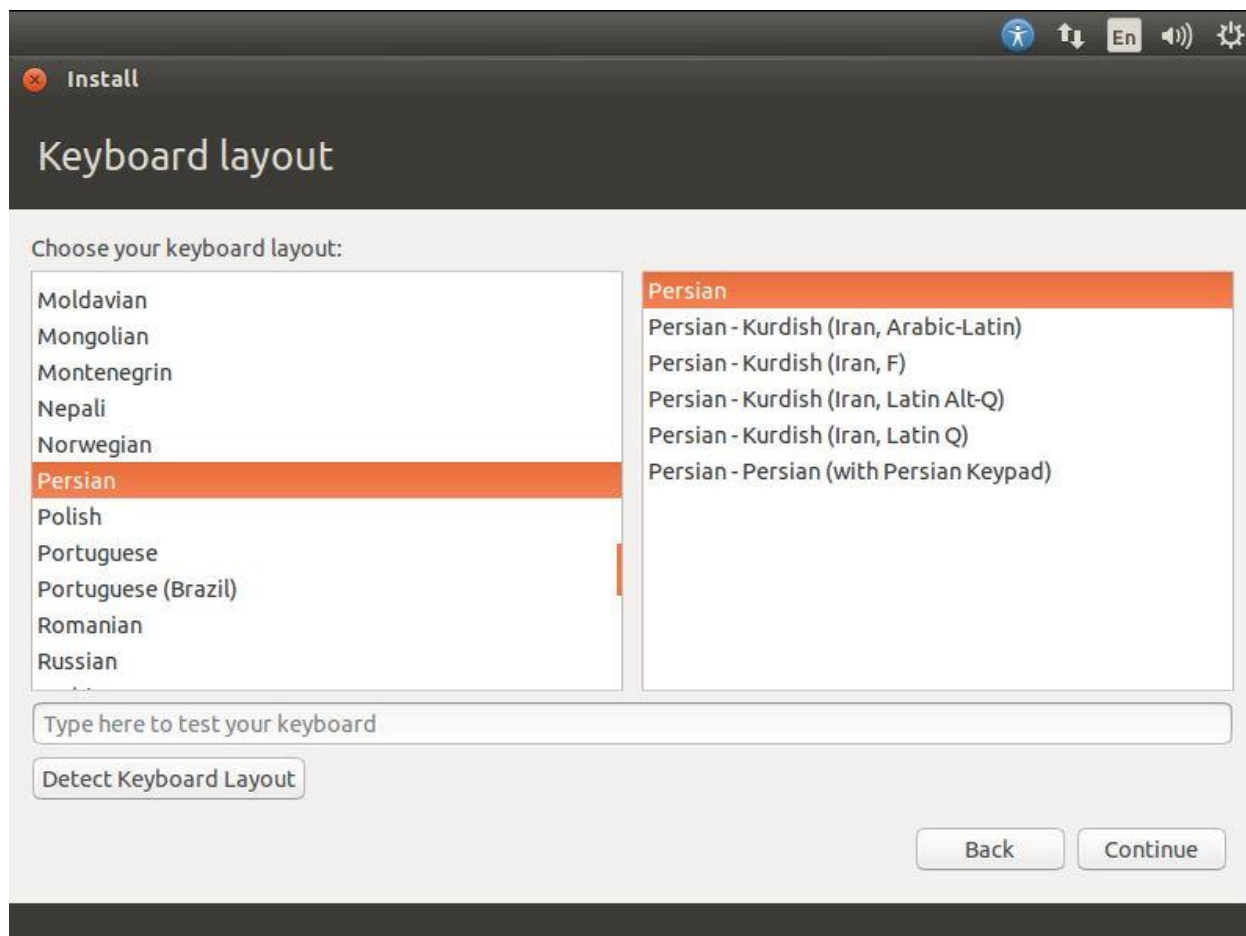 En
Install
Keyboard layout
Choose your keyboard layout:
Moldavian
Mongolian
Montenegrin
Nepali
Norwegian
Persian
Polish
Portuguese
Portuguese (Brazil)
Romanian
Russian
Persian
Persian - Kurdish (Iran, Arabic-Latin)
Persian - Kurdish (Iran, F)
Persian - Kurdish (Iran, Latin Alt-Q)
Persian - Kurdish (Iran, Latin Q)
Persian - Persian (with Persian Keypad)
Type here to test your keyboard
Detect Keyboard Layout
Back
Continue